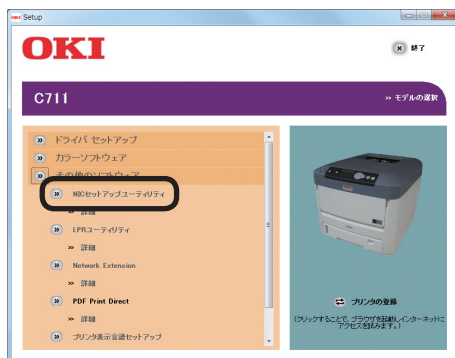 OKI Setup
OKI
終了
C711
モデルの選択
ドライバ セットアップ
カラーソフトウェア
その他のソフトウェア
NICセットアップユーティリティ
詳細
LPRユーティリティ
詳細
Network Extension
詳細
PDF Print Direct
詳細
プリンタ表示言語セットアップ
プリンタの登録
(クリックすることで、ブラウザを起動しインターネットに
アクセスを試みます。)